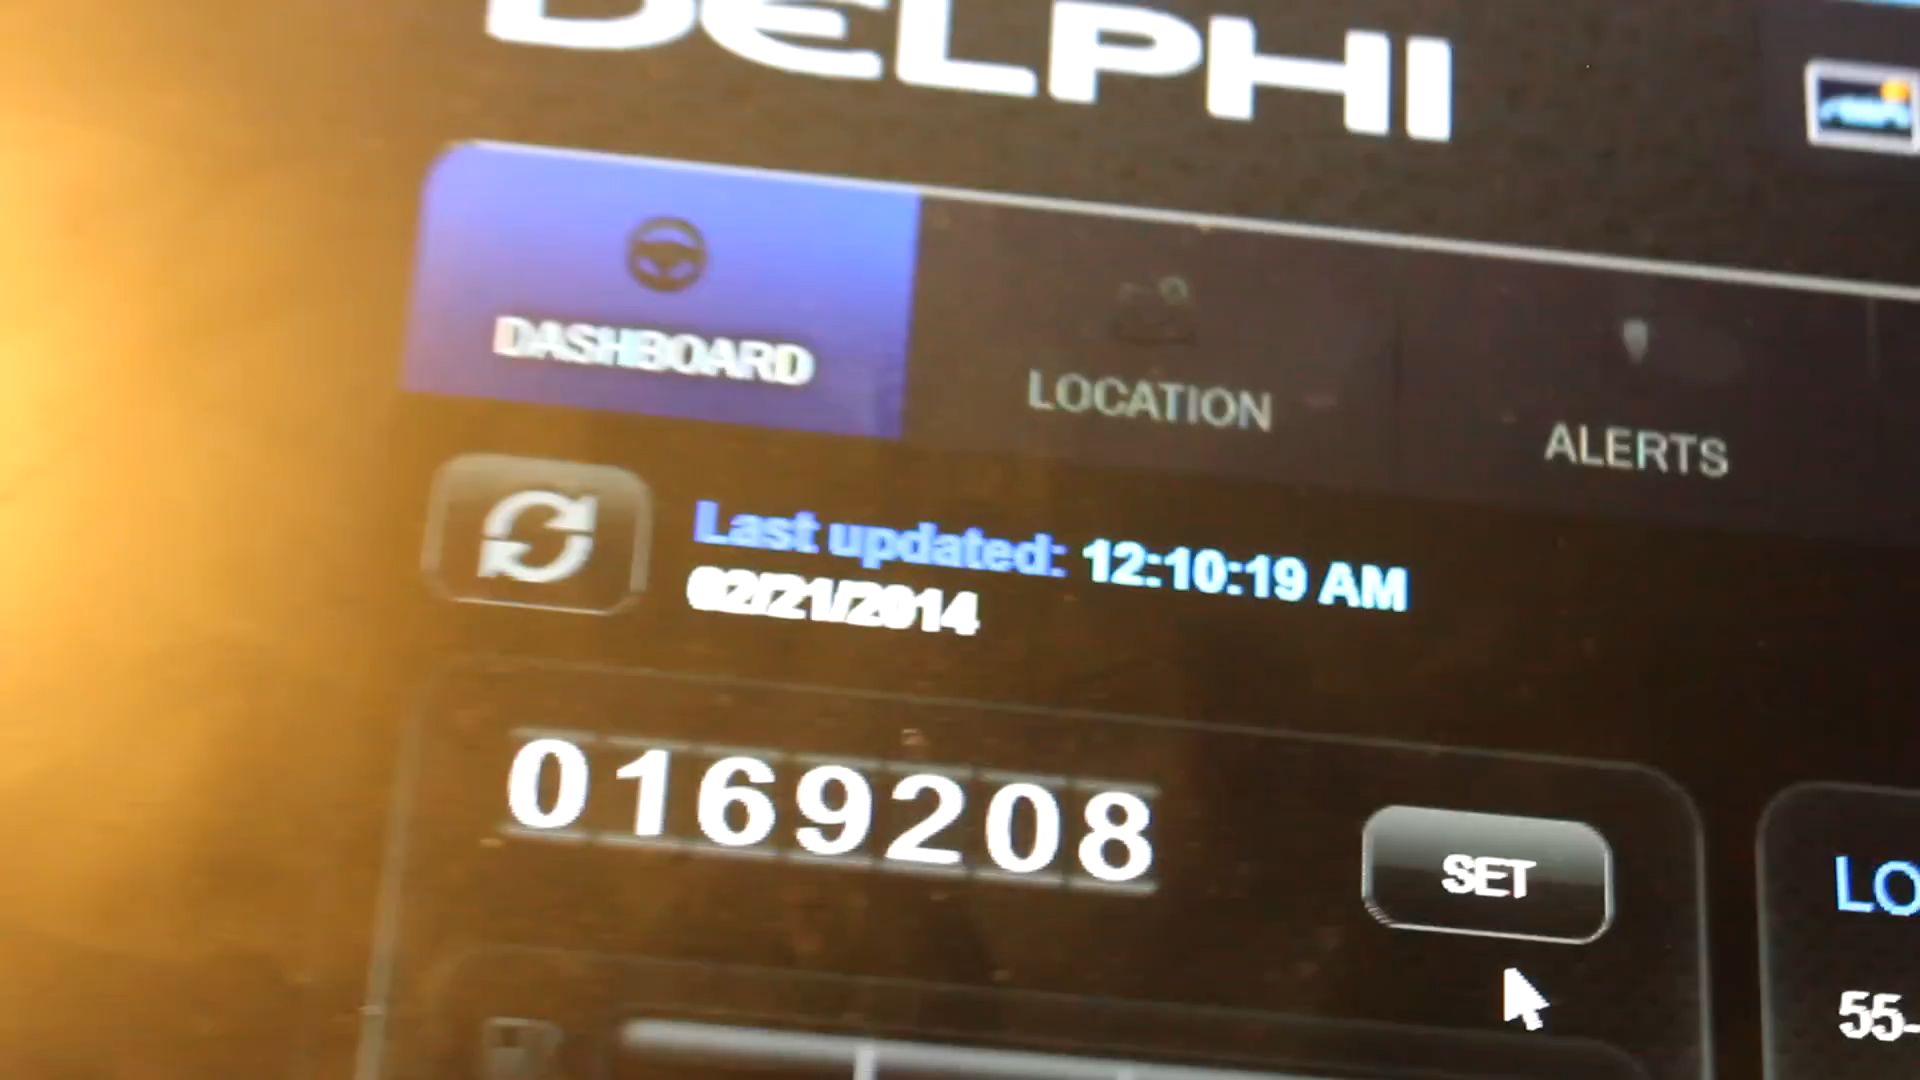 DELPHI
DASHBOARD
LOCATION
ALERTS
Last updated: 12:10:19 AM
02/21/2014
0169208
SET
LO
55-